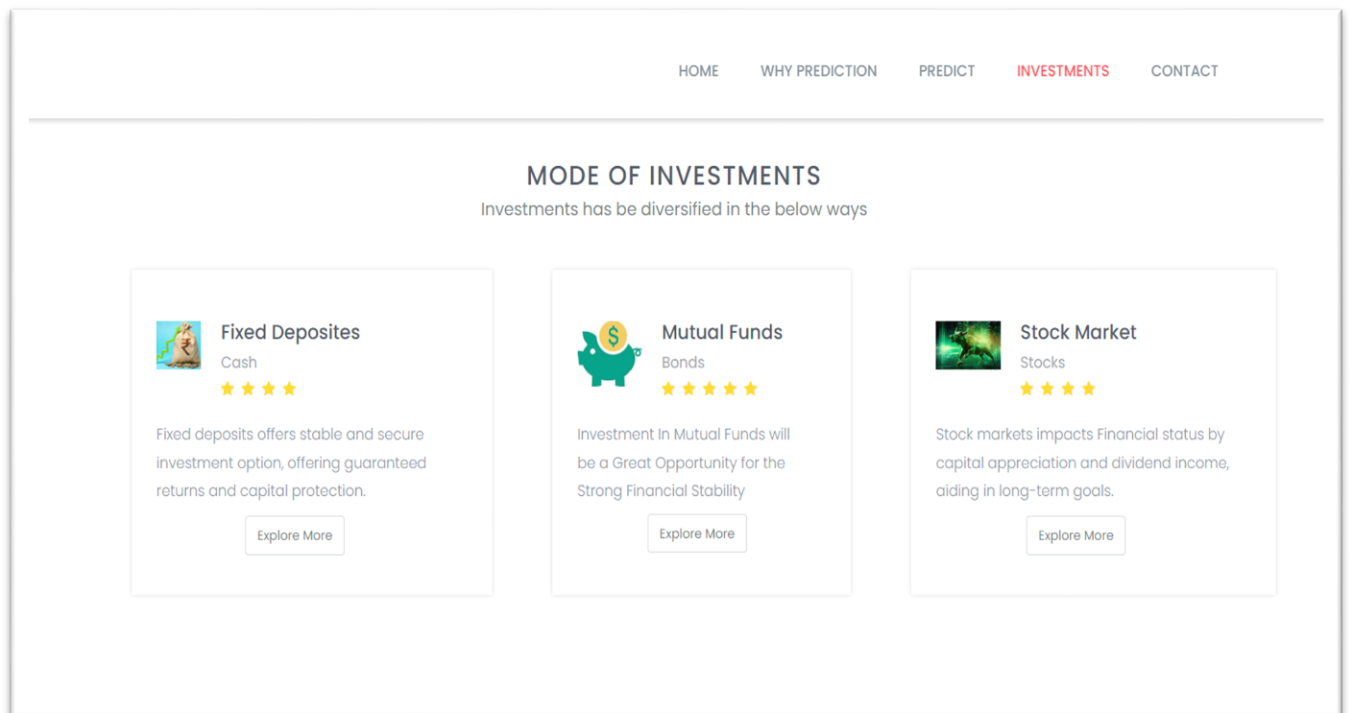 HOME WHY PREDICTION PREDICT INVESTMENTS CONTACT
MODE OF INVESTMENTS
Investments has be diversified in the below ways
Fixed Deposites
Cash
Fixed deposits offers stable and secure
investment option, offering guaranteed
returns and capital protection.
Explore More
Mutual Funds
Bonds
Investment In Mutual Funds will
be a Great Opportunity for the
Strong Financial Stability
Explore More
Stock Market
Stocks
Stock markets impacts Financial status by
capital appreciation and dividend income,
aiding in long-term goals.
Explore More